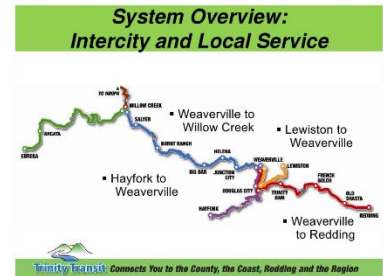 System Overview:
Intercity and Local Service
TO HOOPA
WILLOW CREEK
▪ Weaverville to
Willow Creek
SALYER
▪ Lewiston to
Weaverville
ARCATA
EUREKA
BURNT RANCH
HELENA
WEAVERVILLE
▪ Hayfork to
Weaverville
BIG BAR
JUNCTION
CITY
LEWISTON
DOUGLAS CITY
TRINITY
DAM
FRENCH
GULCH
OLD
SHASTA
HAYFORK
REDDING
▪ Weaverville
to Redding
Trinity Transit Connects You to the County, the Coast, Redding and the Region